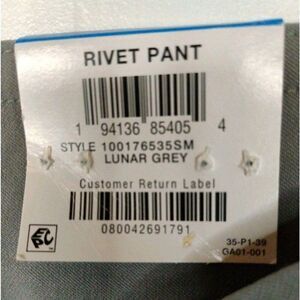 RIVET PANT
1 94136 85405 4
STYLE 100176535SM
LUNAR GREY
Customer Return Label
080042691791
EPC
35-P1-39
GA01-001